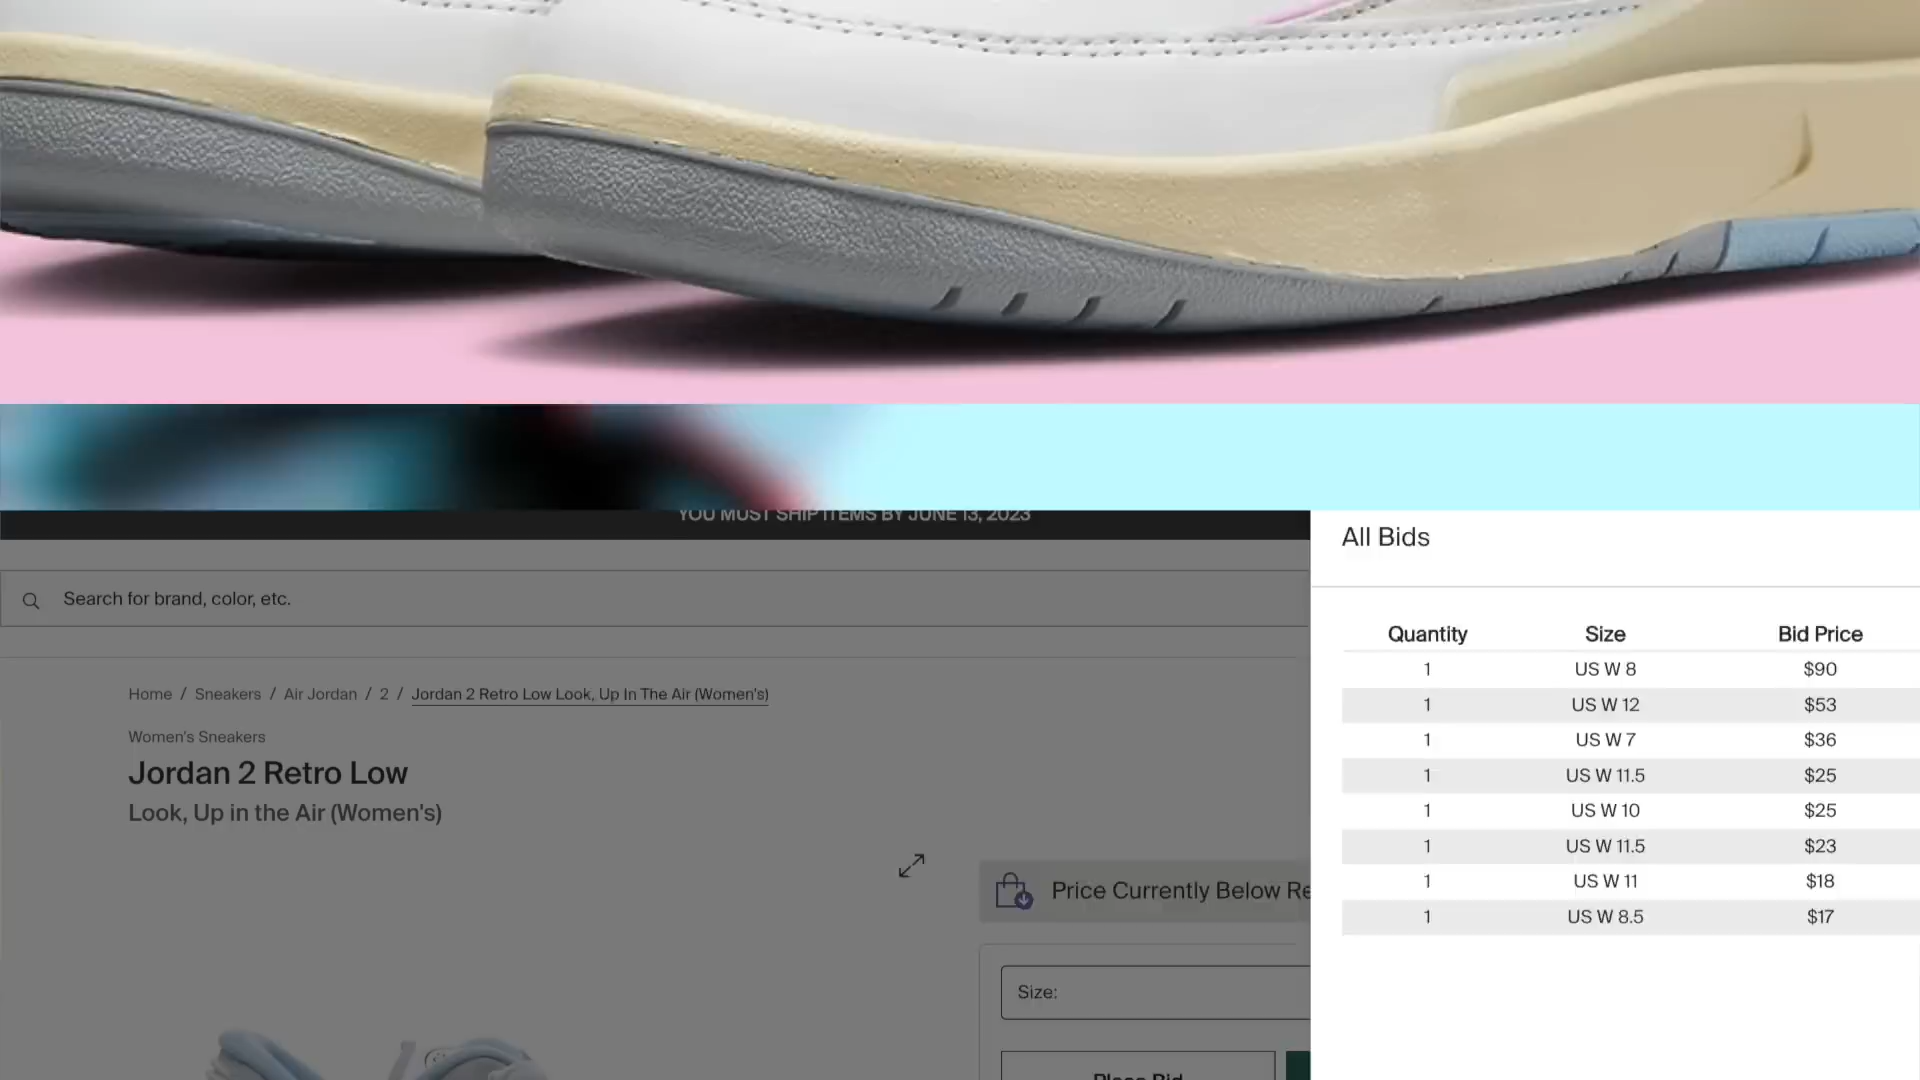 YOU MUST SHIP ITEMS BY JUNE 13, 2023
All Bids
Search for brand, color, etc.
Quantity Size Bid Price
1 US W 8 $90
1 US W 12 $53
1 US W 7 $36
1 US W 11.5 $25
1 US W 10 $25
1 US W 11.5 $23
1 US W 11 $18
1 US W 8.5 $17
Home / Sneakers / Air Jordan / 2 / Jordan 2 Retro Low Look, Up In The Air (Women's)
Women's Sneakers
Jordan 2 Retro Low
Look, Up in the Air (Women's)
Price Currently Below
Size:
Place Bid